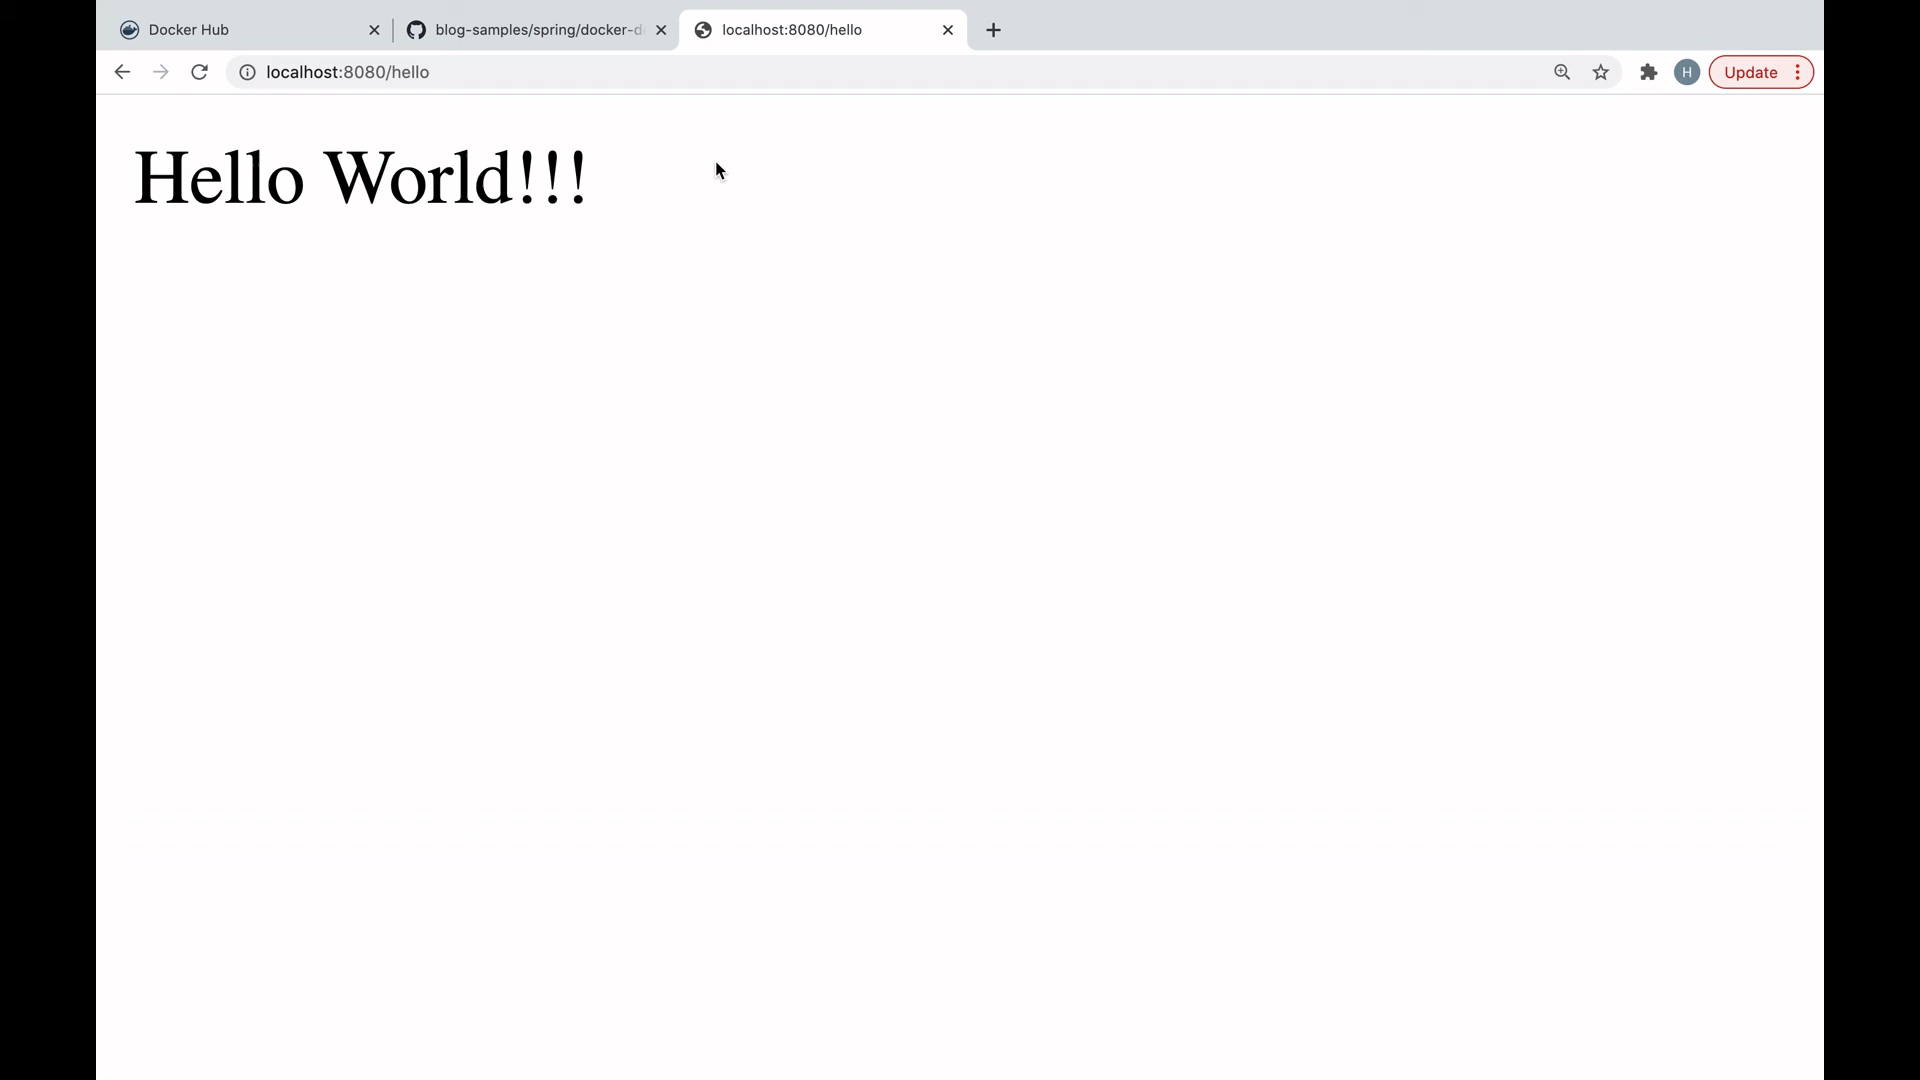 Docker Hub
blog-samples/spring/docker-d
localhost:8080/hello
localhost:8080/hello
H
Update
Hello World!!!